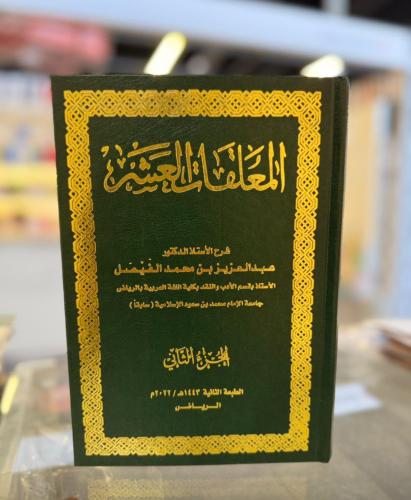 المعلقات العشر
شرح الأستاذ الدكتور
عبدالعزيز بن محمد الفيصل
الأستاذ بقسم الأدب والنقد بكلية اللغة العربية بالرياض
جامعة الإمام محمد بن سعود الإسلامية (سابقاً)
الجزء الثاني
الطبعة الثانية ١٤٤٣هـ/٢٠٢٢م
الرياض